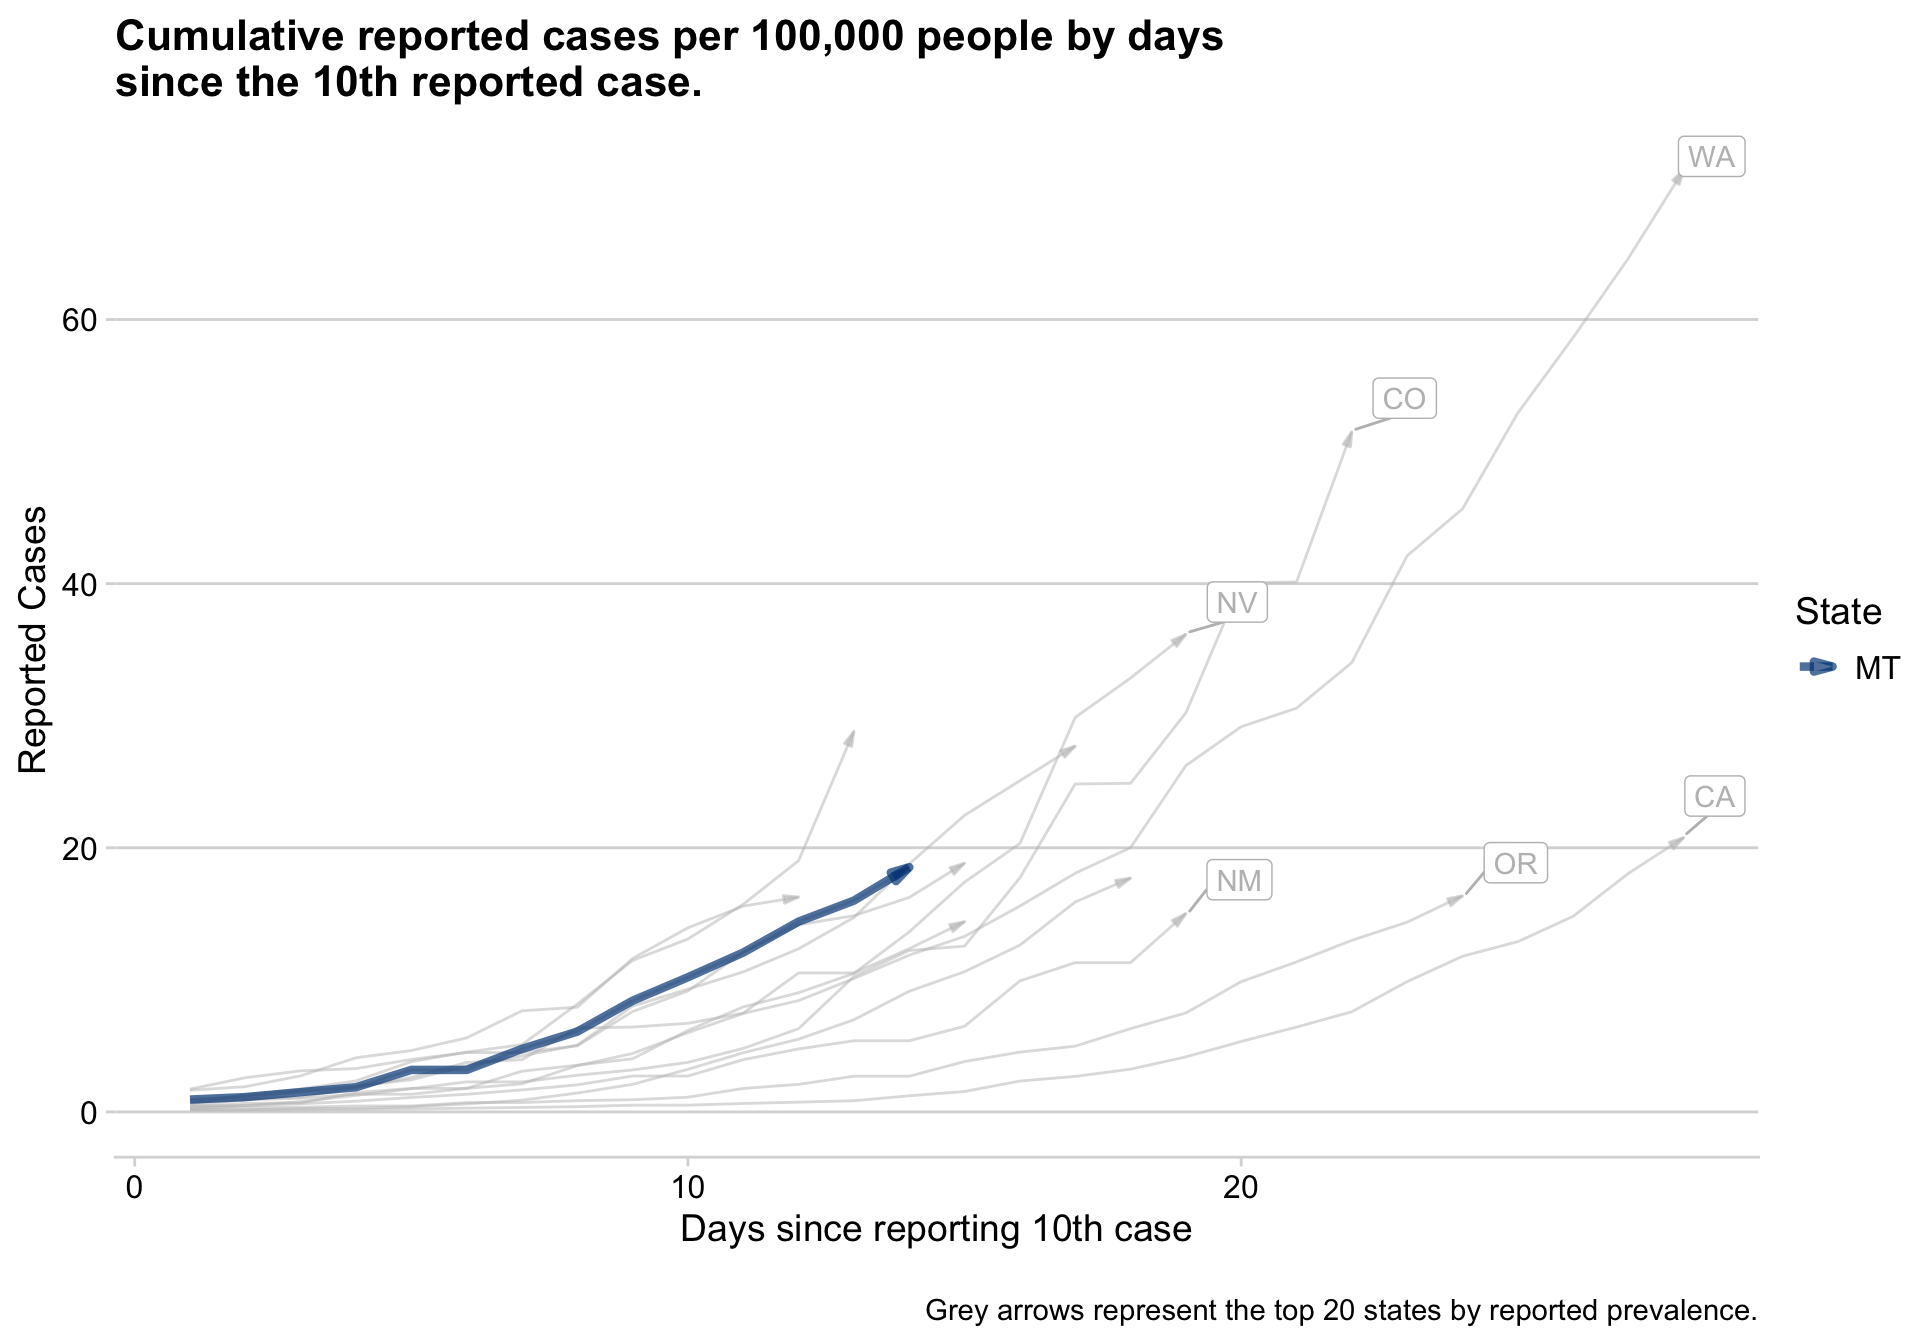 Cumulative reported cases per 100,000 people by days
since the 10th reported case.
WA
60
CO
Reported Cases
40
NV
State
MT
CA
20
OR
NM
0
0
10
20
Days since reporting 10th case
Grey arrows represent the top 20 states by reported prevalence.